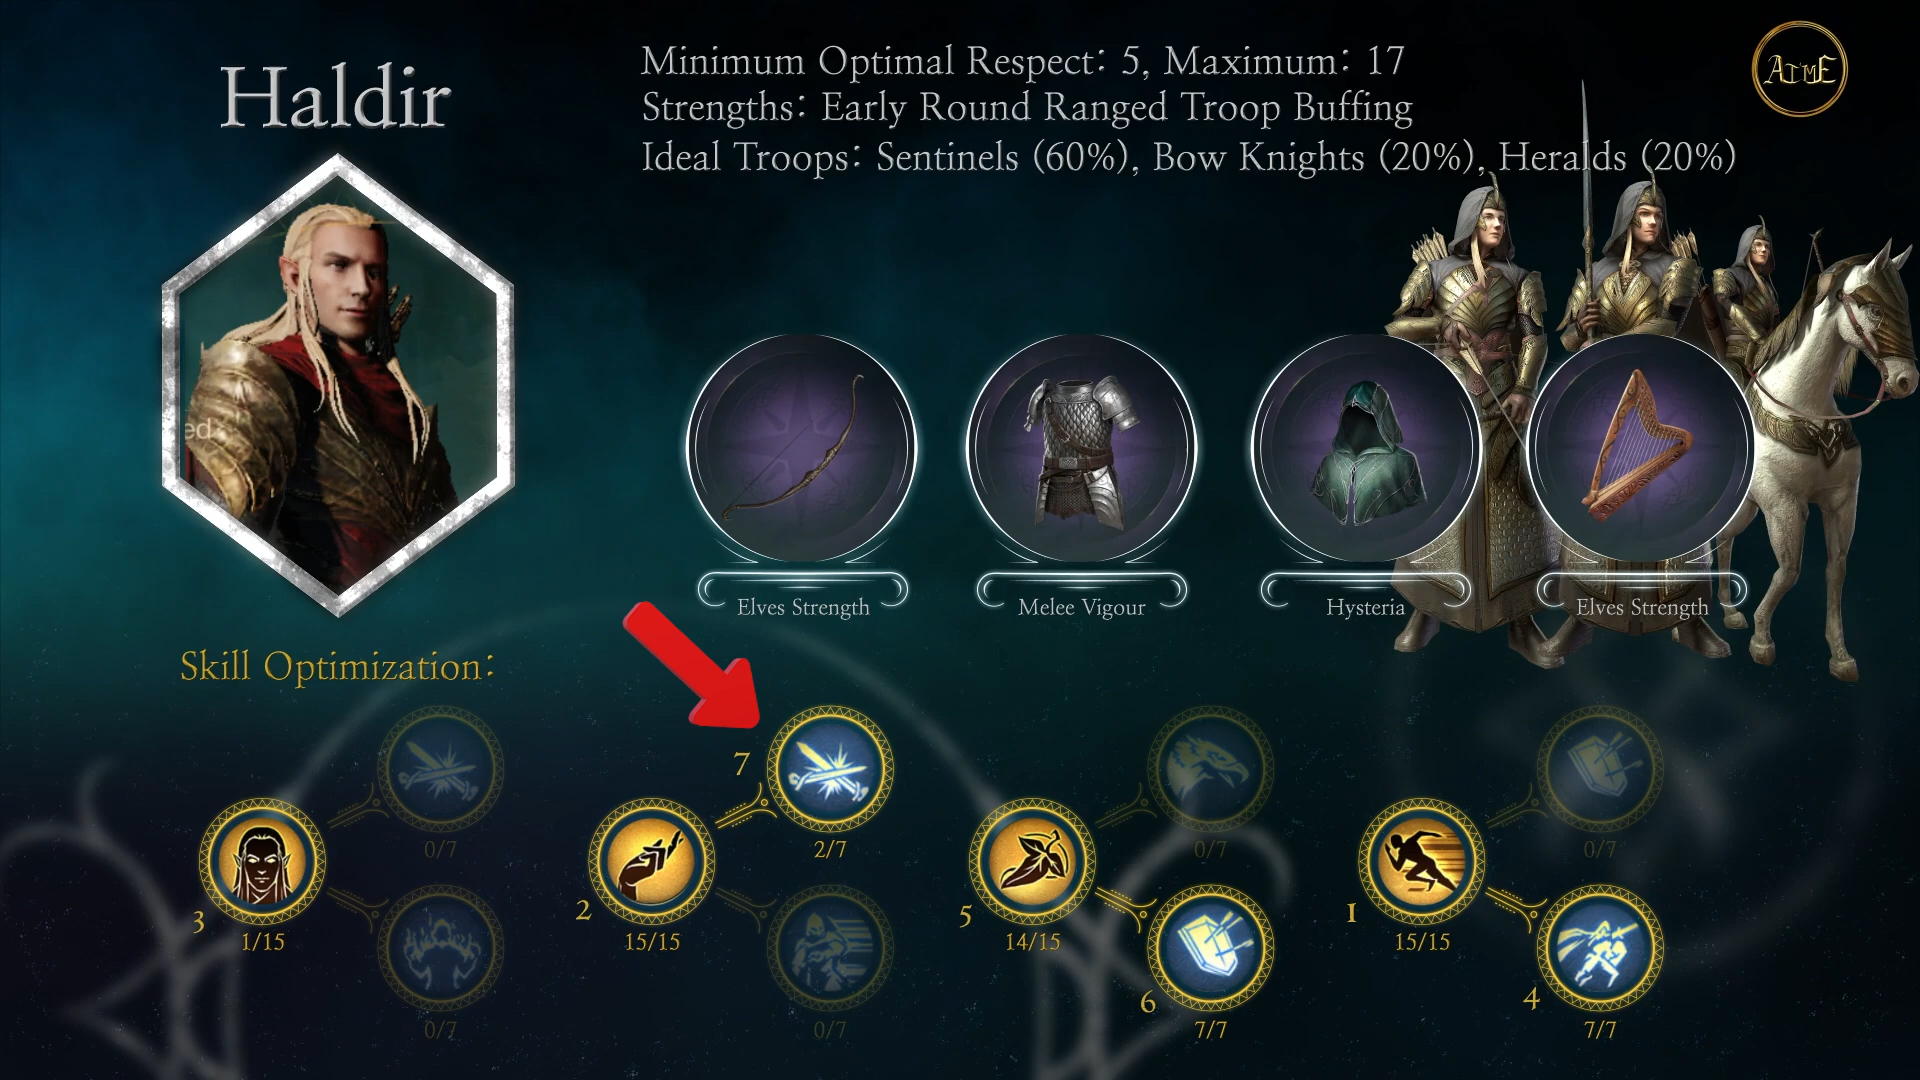 Haldir
Minimum Optimal Respect: 5, Maximum: 17
Strengths: Early Round Ranged Troop Buffing
Ideal Troops: Sentinels (60%), Bow Knights (20%), Heralds (20%)
ATME
ed
Elves Strength
Melee Vigour
Hysteria
Elves Strength
Skill Optimization:
0/7
3
1/15
0/7
7
2/7
2
15/15
0/7
0/7
5
14/15
6
7/7
0/7
1
15/15
4
7/7